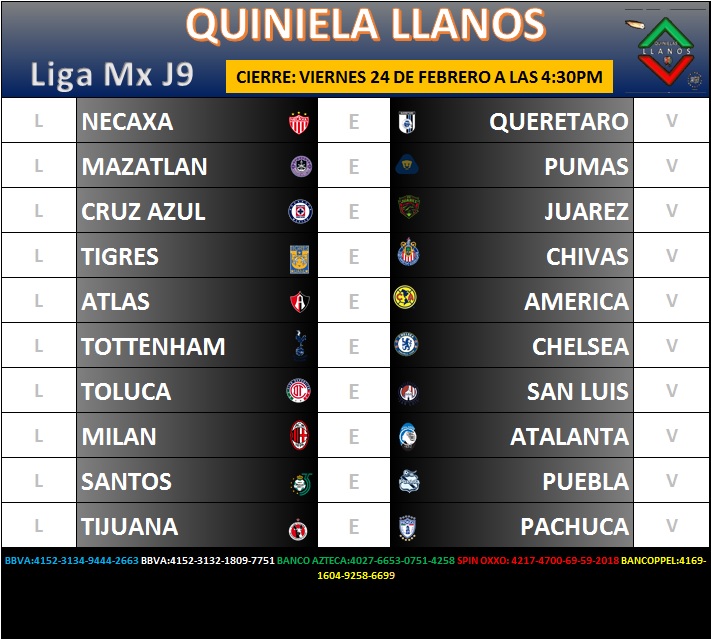 QUINIELA LLANOS
QUINIELAS
LLANOS
Liga Mx J9
CIERRE: VIERNES 24 DE FEBRERO A LAS 4:30PM
L NECAXA E QUERETARO V
L MAZATLAN E PUMAS V
L CRUZ AZUL E JUAREZ V
L TIGRES E CHIVAS V
L ATLAS E AMERICA V
L TOTTENHAM E CHELSEA V
L TOLUCA E SAN LUIS V
L MILAN E ATALANTA V
L SANTOS E PUEBLA V
L TIJUANA E PACHUCA V
BBVA:4152-3134-9444-2663 BBVA:4152-3132-1809-7751 BANCO AZTECA:4027-6653-0751-4258 SPIN OXXO: 4217-4700-69-59-2018 BANCOPPEL:4169-
1604-9258-6699